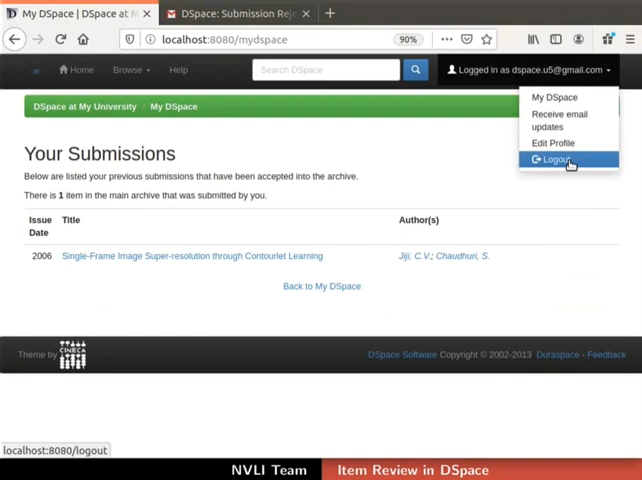 My DSpace | DSpace at M
DSpace: Submission Reje
localhost:8080/mydspace
90%
Home
Browse
Help
Search DSpace
Logged in as dspace.u5@gmail.com
My DSpace
Receive email
updates
Edit Profile
Logout
DSpace at My University / My DSpace
Your Submissions
Below are listed your previous submissions that have been accepted into the archive.
There is 1 item in the main archive that was submitted by you.
Issue Date
Title
Author(s)
2006
Single-Frame Image Super-resolution through Contourlet Learning
Jiji, C.V.; Chaudhuri, S.
Back to My DSpace
Theme by CINECA
DSpace Software Copyright © 2002-2013 Duraspace - Feedback
localhost:8080/logout
NVLI Team
Item Review in DSpace